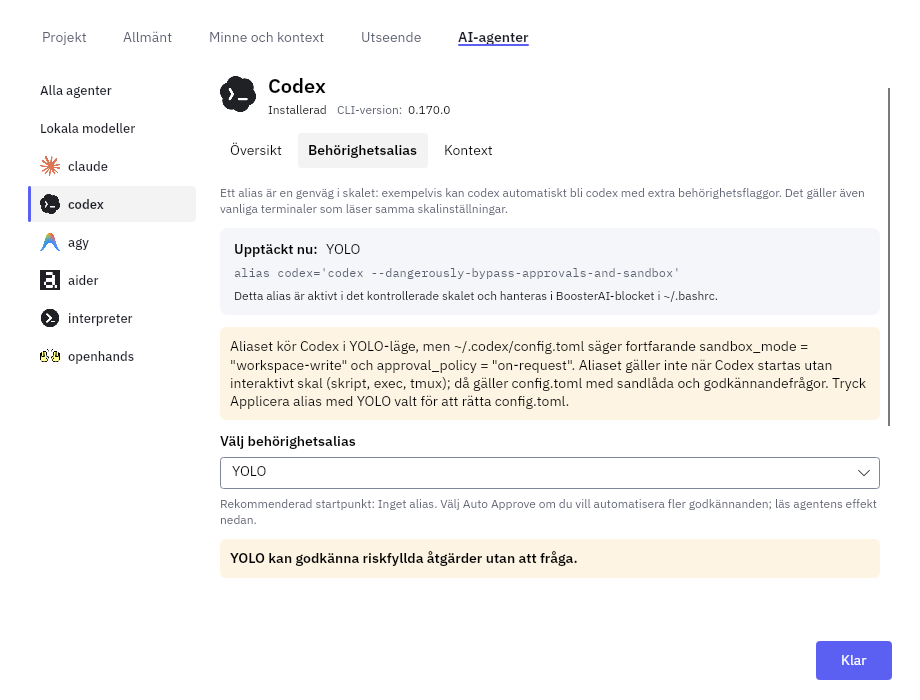 Projekt
Allmänt
Minne och kontext
Utseende
AI-agenter
Alla agenter
Lokala modeller
claude
codex
agy
aider
interpreter
openhands
Codex
Installerad CLI-version: 0.170.0
Översikt
Behörighetsalias
Kontext
Ett alias är en genväg i skalet: exempelvis kan codex automatiskt bli codex med extra behörighetsflaggor. Det gäller även
vanliga terminaler som läser samma skalinställningar.
Upptäckt nu: YOLO
alias codex='codex --dangerously-bypass-approvals-and-sandbox'
Detta alias är aktivt i det kontrollerade skalet och hanteras i BoosterAI-blocket i ~/.bashrc.
Aliaset kör Codex i YOLO-läge, men ~/.codex/config.toml säger fortfarande sandbox_mode =
"workspace-write" och approval_policy = "on-request". Aliaset gäller inte när Codex startas utan
interaktivt skal (skript, exec, tmux); då gäller config.toml med sandlåda och godkännandefrågor. Tryck
Applicera alias med YOLO valt för att rätta config.toml.
Välj behörighetsalias
YOLO
Rekommenderad startpunkt: Inget alias. Välj Auto Approve om du vill automatisera fler godkännanden; läs agentens effekt
nedan.
YOLO kan godkänna riskfyllda åtgärder utan att fråga.
Klar